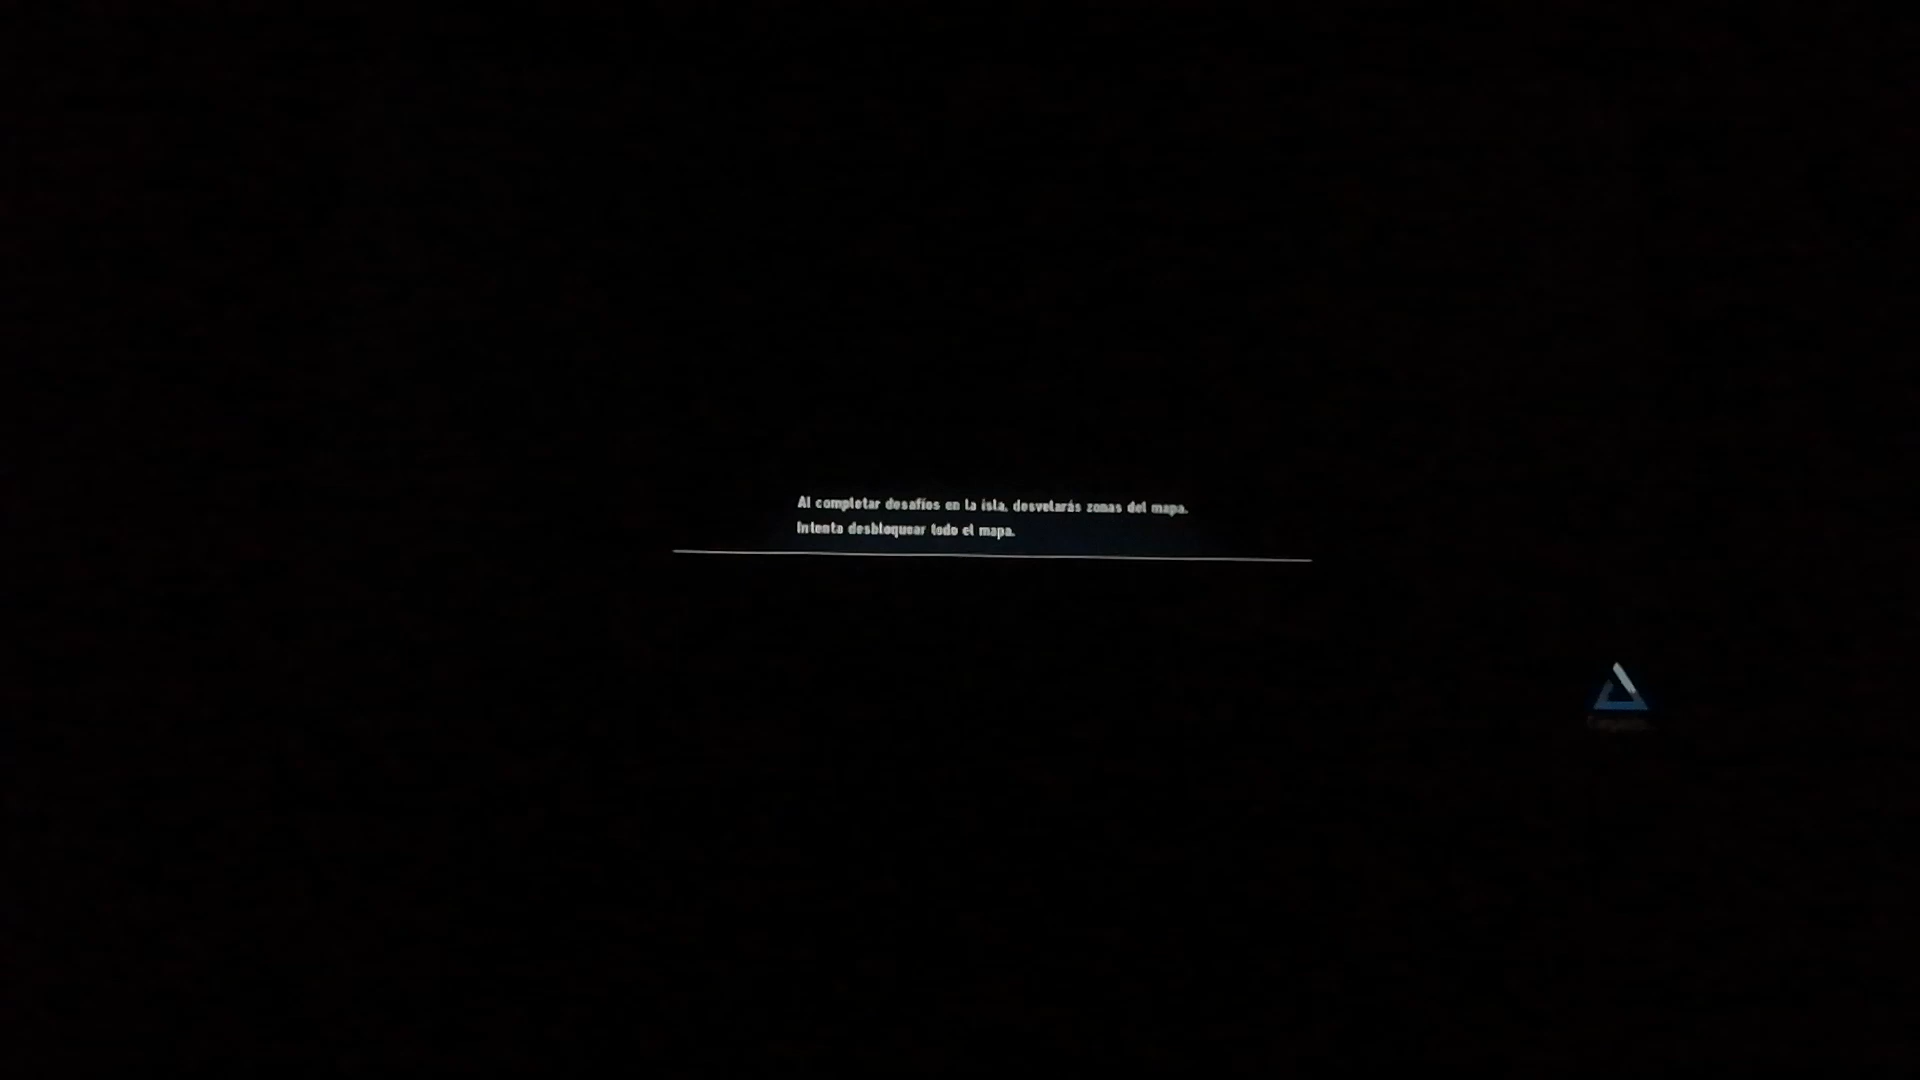 Al completar desafíos en la isla, desvelarás zonas del mapa.
Intenta desbloquear todo el mapa.